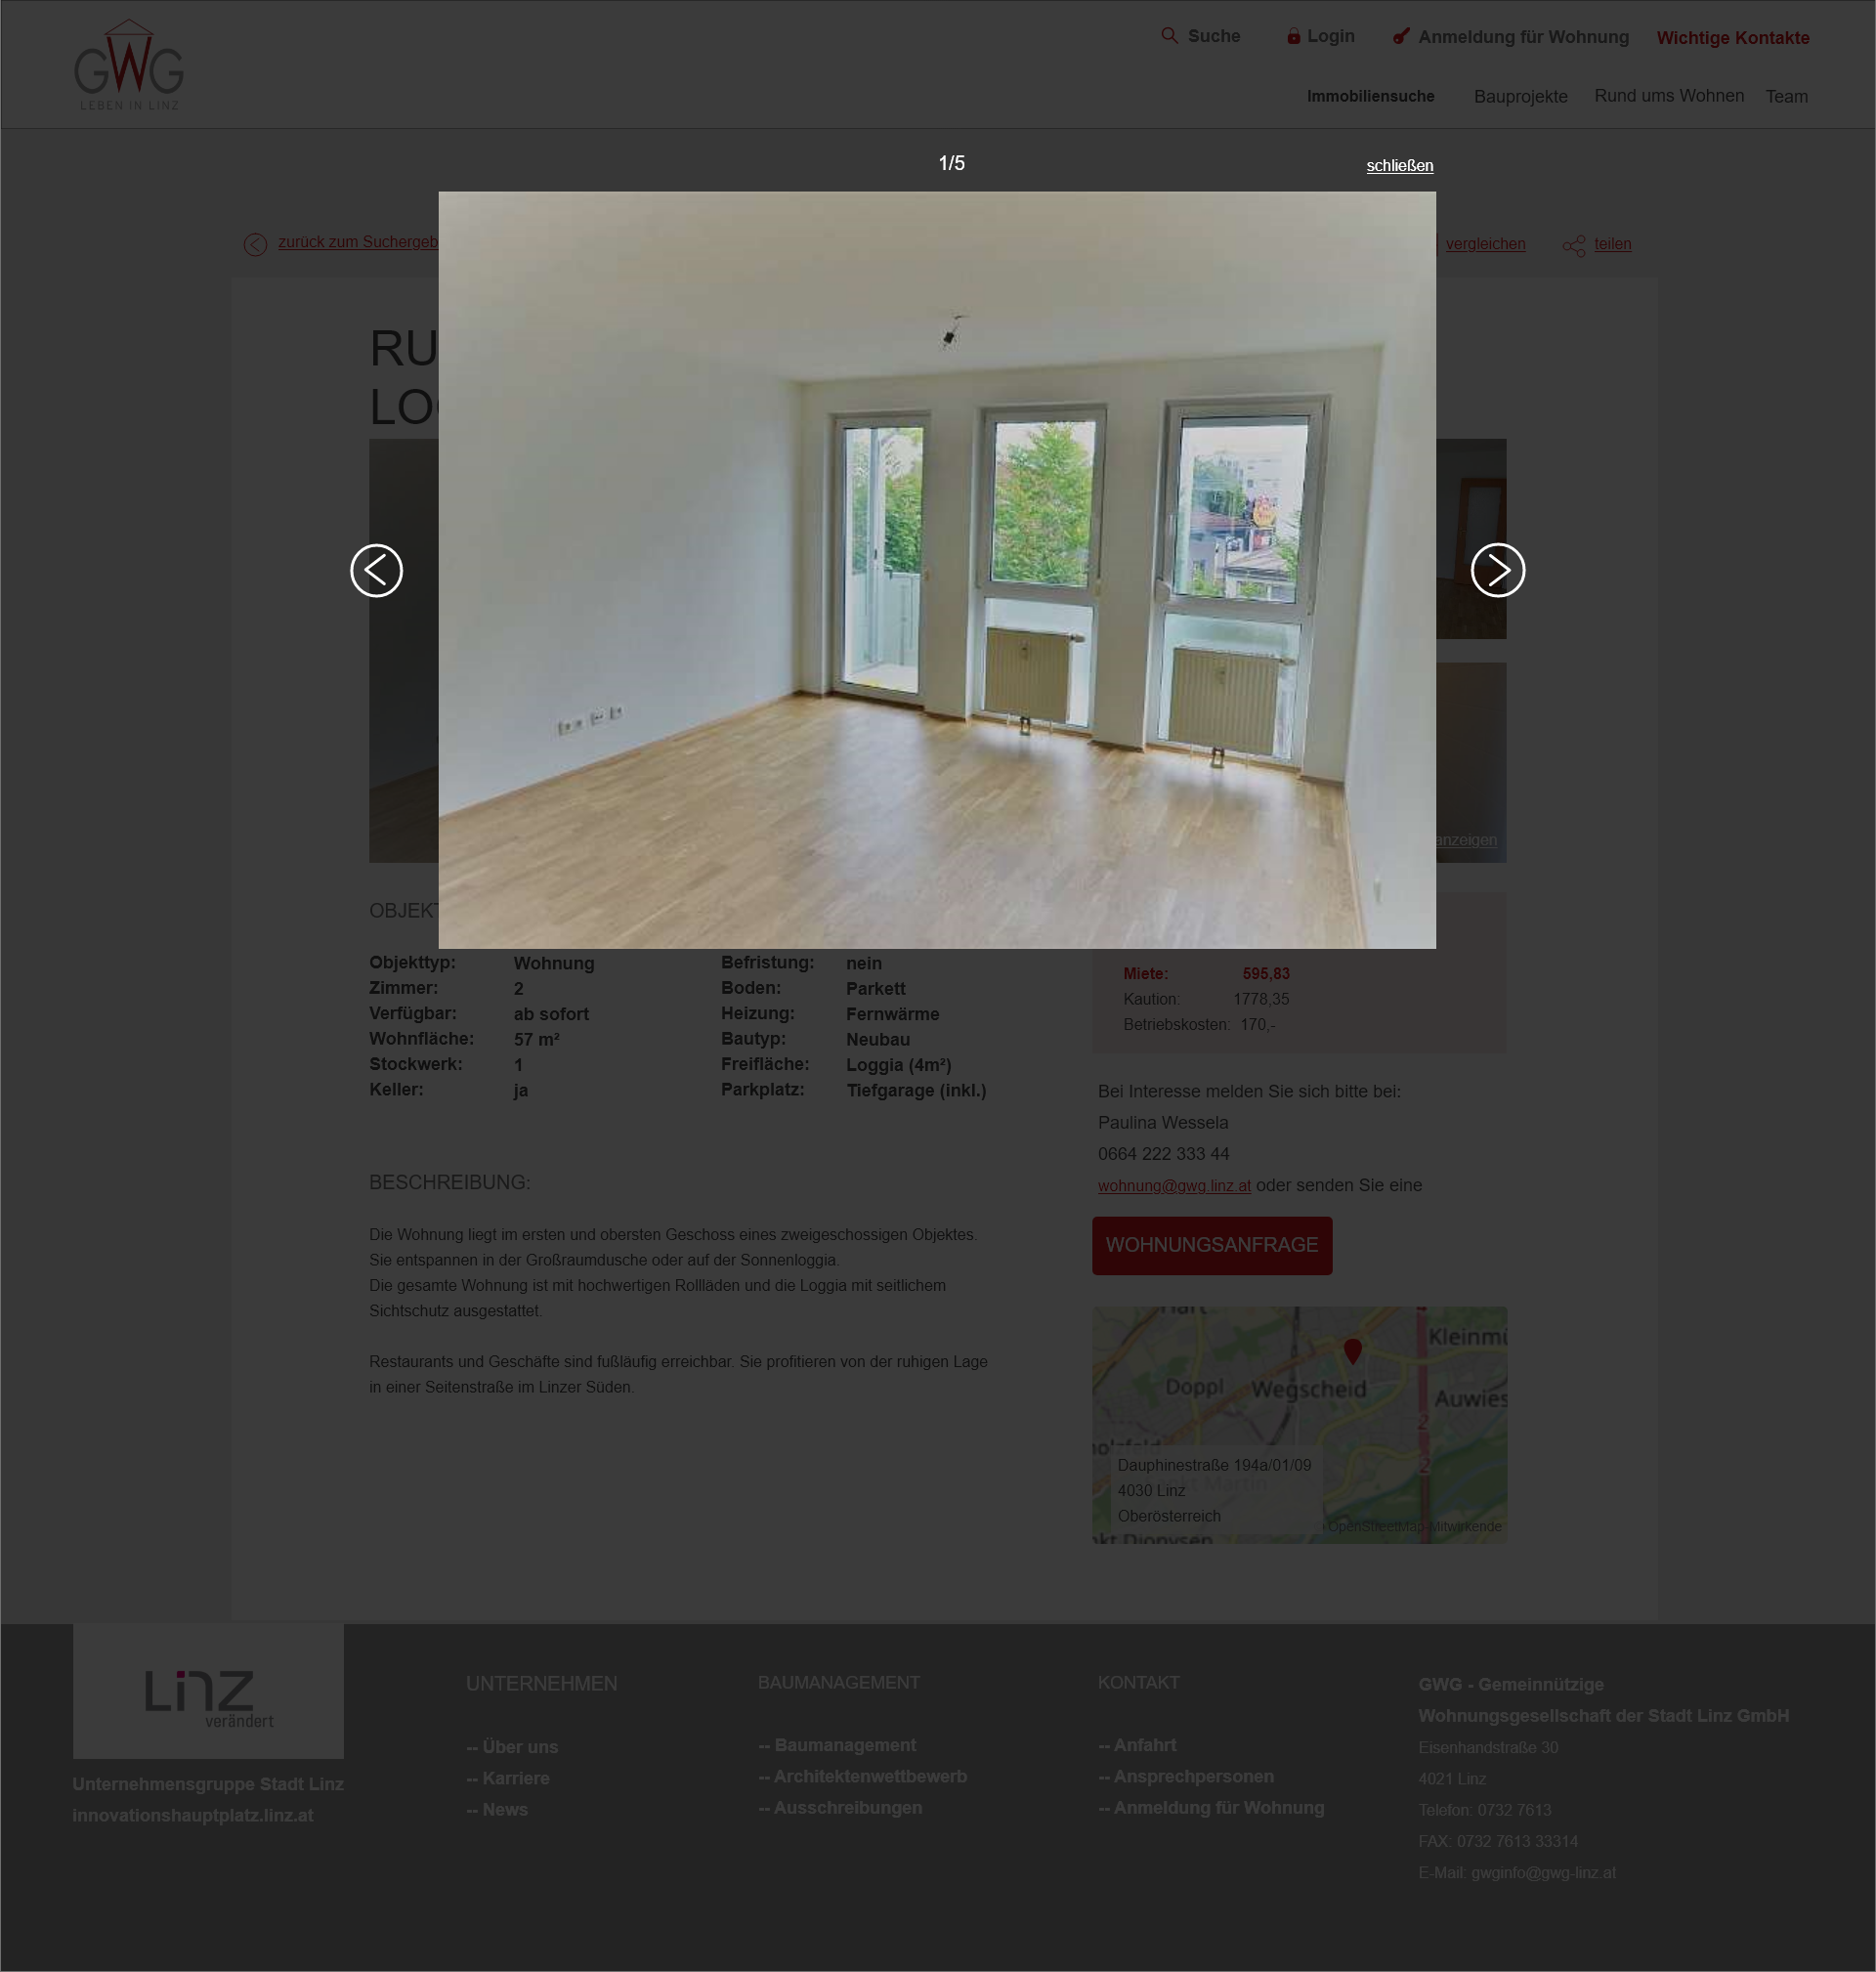 GWG
LEBEN IN LINZ
Suche
Login
Anmeldung für Wohnung
Wichtige Kontakte
Immobiliensuche
Bauprojekte
Rund ums Wohnen
Team
1/5
schließen
zurück zum Suchergeb
vergleichen
teilen
RU
LO
anzeigen
OBJEKT
Objekttyp: Wohnung
Zimmer: 2
Verfügbar: ab sofort
Wohnfläche: 57 m²
Stockwerk: 1
Keller: ja
Befristung: nein
Boden: Parkett
Heizung: Fernwärme
Bautyp: Neubau
Freifläche: Loggia (4m²)
Parkplatz: Tiefgarage (inkl.)
Miete: 595,83
Kaution: 1778,35
Betriebskosten: 170,-
Bei Interesse melden Sie sich bitte bei:
Paulina Wessela
0664 222 333 44
wohnung@gwg.linz.at oder senden Sie eine
WOHNUNGSANFRAGE
BESCHREIBUNG:
Die Wohnung liegt im ersten und obersten Geschoss eines zweigeschossigen Objektes.
Sie entspannen in der Großraumdusche oder auf der Sonnenloggia.
Die gesamte Wohnung ist mit hochwertigen Rollläden und die Loggia mit seitlichem
Sichtschutz ausgestattet.
Restaurants und Geschäfte sind fußläufig erreichbar. Sie profitieren von der ruhigen Lage
in einer Seitenstraße im Linzer Süden.
Hart
Kleinmü
Doppl
Wegscheid
Auwies
2
2
Dauphinestraße 194a/01/09
4030 Linz
Oberösterreich
Sankt Martin
OpenStreetMap-Mitwirkende
kt Dionysen
Linz
verändert
Unternehmensgruppe Stadt Linz
innovationshauptplatz.linz.at
UNTERNEHMEN
-- Über uns
-- Karriere
-- News
BAUMANAGEMENT
-- Baumanagement
-- Architektenwettbewerb
-- Ausschreibungen
KONTAKT
-- Anfahrt
-- Ansprechpersonen
-- Anmeldung für Wohnung
GWG - Gemeinnützige
Wohnungsgesellschaft der Stadt Linz GmbH
Eisenhandstraße 30
4021 Linz
Telefon: 0732 7613
FAX: 0732 7613 33314
E-Mail: gwginfo@gwg-linz.at